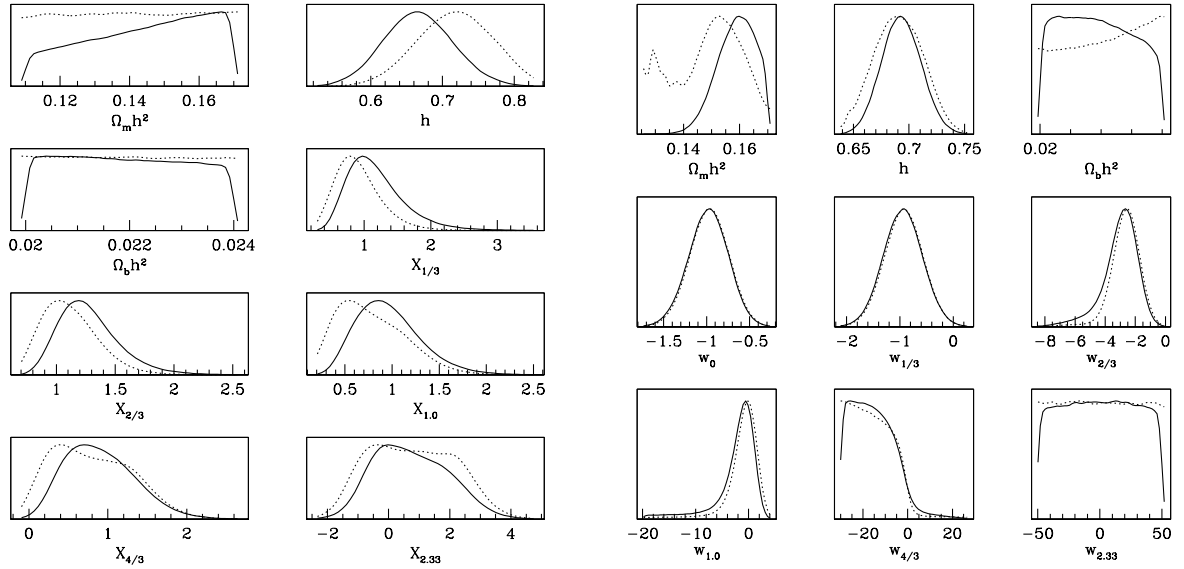 0.12 0.14 0.16
Ωₘh²
0.6 0.7 0.8
h
0.02 0.022 0.024
Ω_bh²
1 2 3
X₁/₃
1 1.5 2 2.5
X₂/₃
0.5 1 1.5 2 2.5
X₁.₀
0 1 2
X₄/₃
−2 0 2 4
X₂.₃₃
0.14 0.16
Ωₘh²
0.65 0.7 0.75
h
0.02
Ω_bh²
−1.5 −1 −0.5
w₀
−2 −1 0
w₁/₃
−8 −6 −4 −2 0
w₂/₃
−20 −10 0
w₁.₀
−20 0 20
w₄/₃
−50 0 50
w₂.₃₃